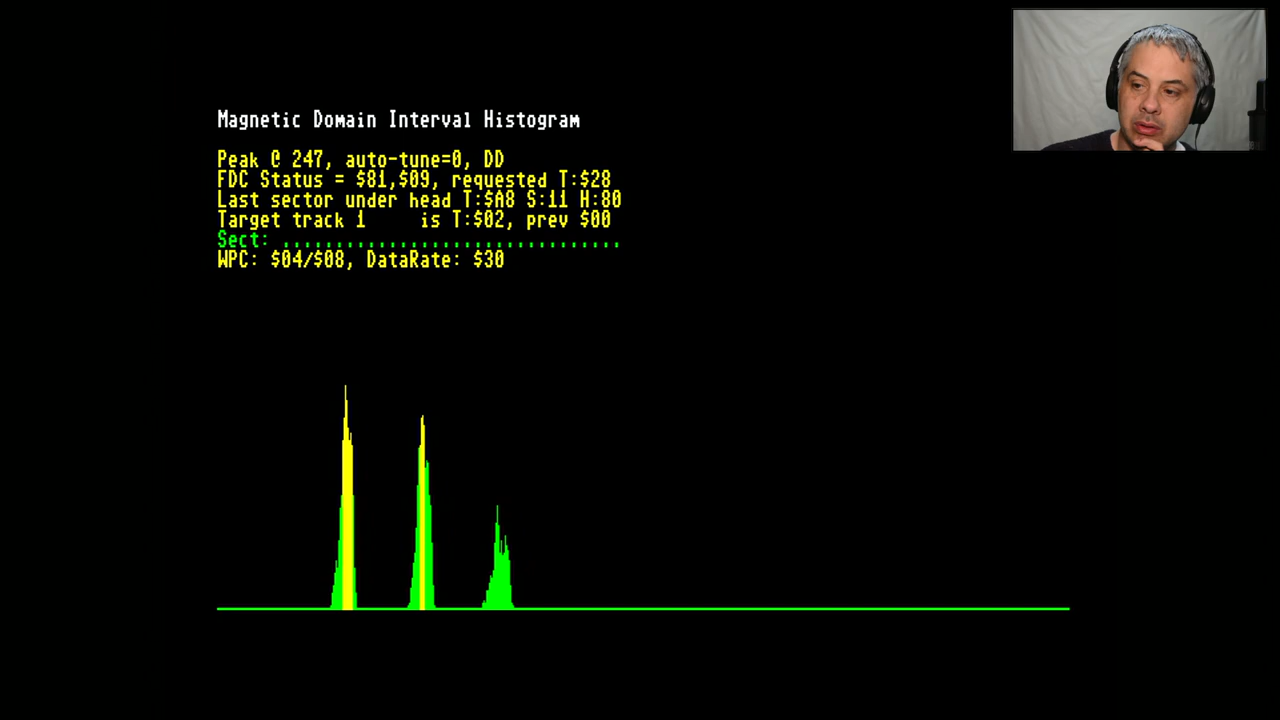 Magnetic Domain Interval Histogram
Peak @ 247, auto-tune=0, DD
FDC Status = $81,$09, requested T:$28
Last sector under head T:$A8 S:11 H:80
Target track 1     is T:$02, prev $00
Sect: ................................
WPC: $04/$08, DataRate: $30